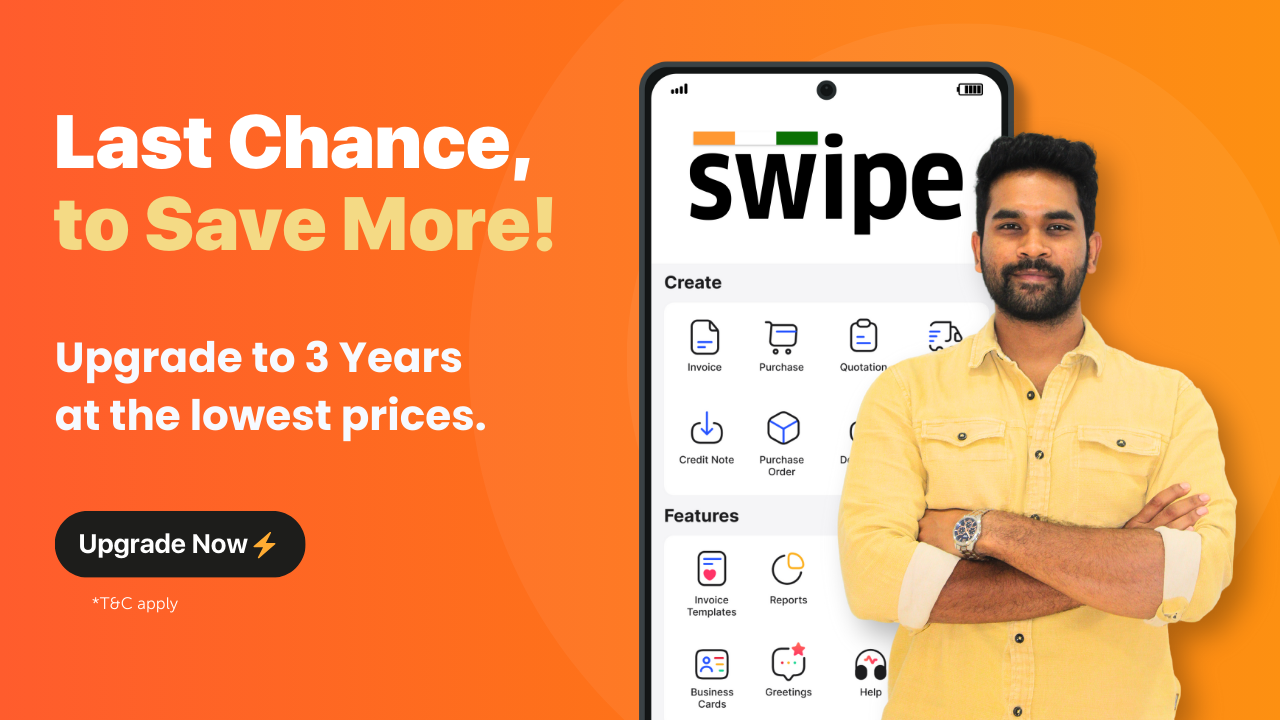 Last Chance,
to Save More!
Upgrade to 3 Years
at the lowest prices.
Upgrade Now
*T&C apply
swipe
Create
Invoice
Purchase
Quotation
Credit Note
Purchase
Order
Features
Invoice
Templates
Reports
Business
Cards
Greetings
Help